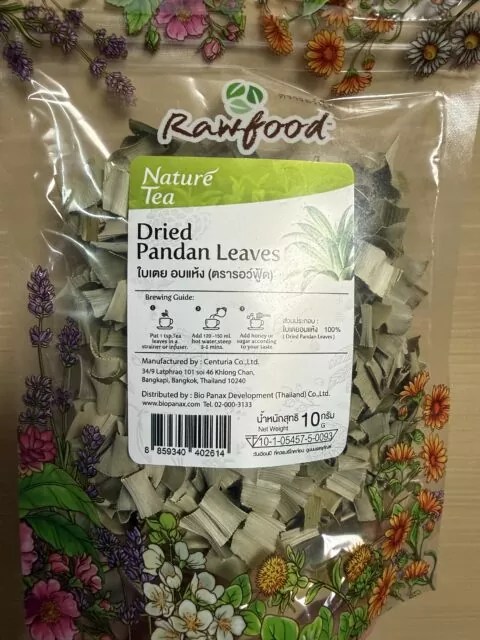 Rawfood
Nature
Tea
Dried
Pandan Leaves
ใบเตย อบแห้ง (ตรารอว์ฟู้ด)
Brewing Guide:
1 2 3
Put 1 tsp.Tea leaves in a strainer or infuser.
Add 120-150 ml. hot water, steep 3-5 mins.
Add honey or sugar according to your taste.
ส่วนประกอบ :
ใบเตยอบแห้ง 100%
( Dried Pandan Leaves )
Manufactured by : Centuria Co.,Ltd.
34/9 Latphrao 101 soi 46 Khlong Chan,
Bangkapi, Bangkok, Thailand 10240
Distributed by : Bio Panax Development (Thailand) Co.,Ltd.
www.biopanax.com Tel. 02-000-3133
น้ำหนักสุทธิ 10 กรัม
Net Weight G
10-1-05457-5-0093
8 859340 402614